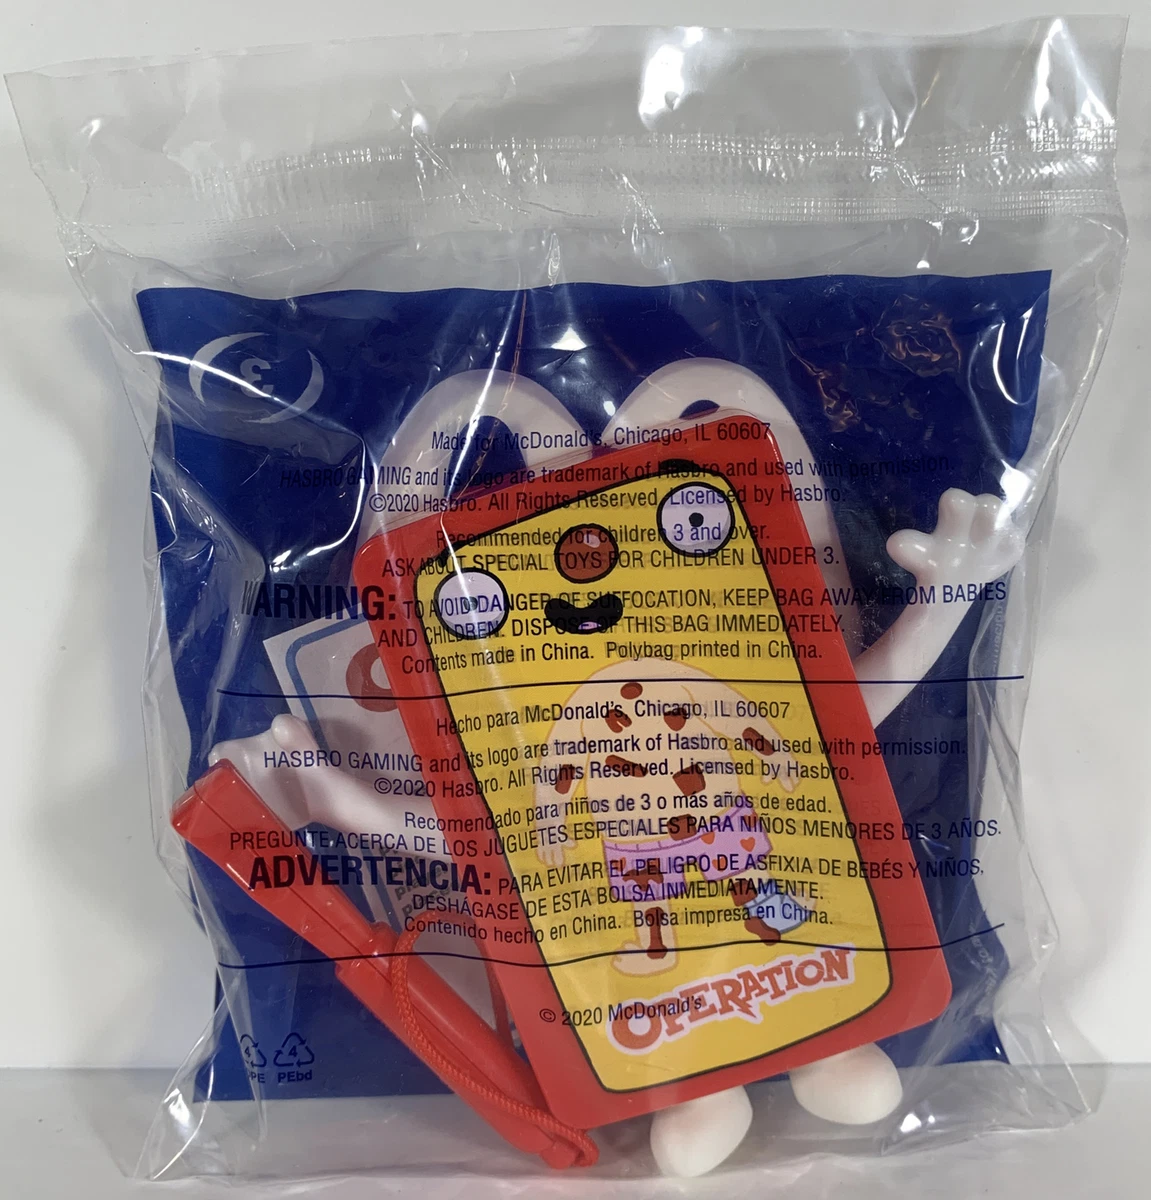 3
Made for McDonald's, Chicago, IL 60607
HASBRO GAMING and its logo are trademark of Hasbro and used with permission.
©2020 Hasbro. All Rights Reserved. Licensed by Hasbro.
Recommended for children 3 and over.
ASK ABOUT SPECIAL TOYS FOR CHILDREN UNDER 3.
WARNING: TO AVOID DANGER OF SUFFOCATION, KEEP BAG AWAY FROM BABIES
AND CHILDREN. DISPOSE OF THIS BAG IMMEDIATELY.
Contents made in China. Polybag printed in China.
Hecho para McDonald's, Chicago, IL 60607
HASBRO GAMING and its logo are trademark of Hasbro and used with permission.
©2020 Hasbro. All Rights Reserved. Licensed by Hasbro.
Recomendado para niños de 3 o más años de edad.
PREGUNTE ACERCA DE LOS JUGUETES ESPECIALES PARA NIÑOS MENORES DE 3 AÑOS.
ADVERTENCIA: PARA EVITAR EL PELIGRO DE ASFIXIA DE BEBÉS Y NIÑOS,
DESHÁGASE DE ESTA BOLSA INMEDIATAMENTE.
Contenido hecho en China. Bolsa impresa en China.
OPERATION
© 2020 McDonald's
4 4
PEbd